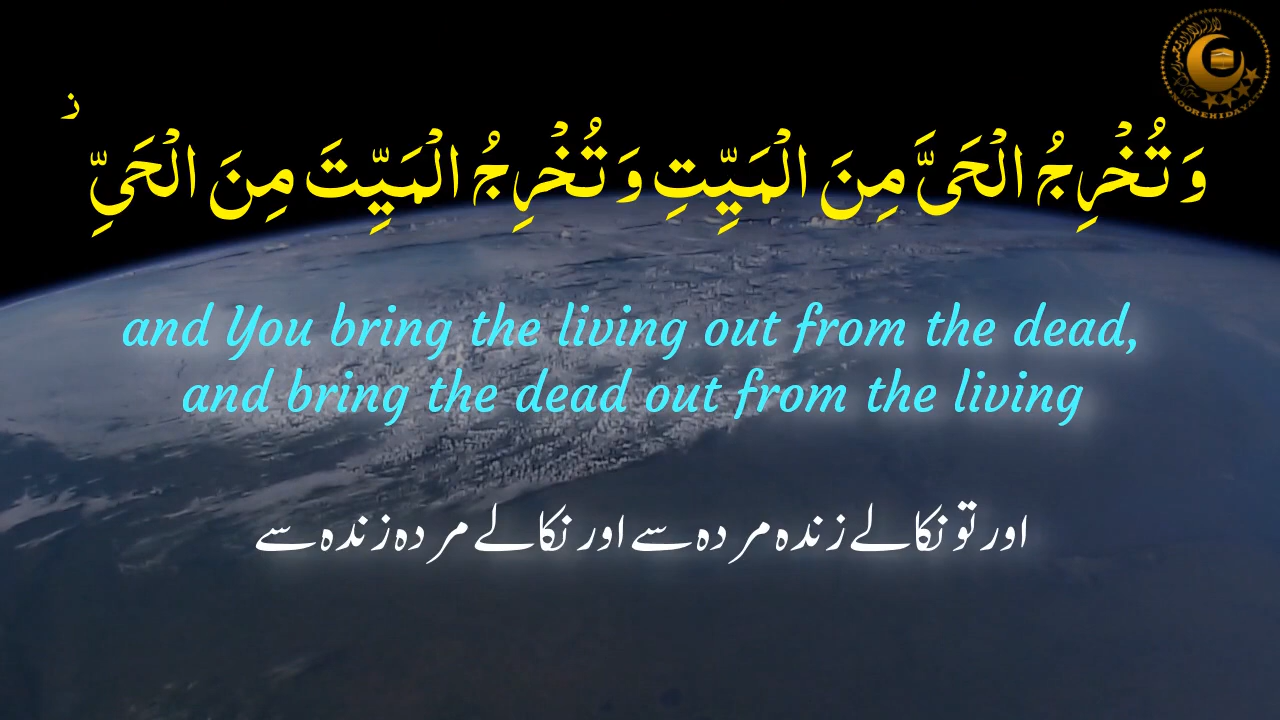 وَ تُخْرِجُ الْحَیَّ مِنَ الْمَیِّتِ وَ تُخْرِجُ الْمَیِّتَ مِنَ الْحَیِّ ؗ
and You bring the living out from the dead,
and bring the dead out from the living
اور تو نکالے زندہ مردہ سے اور نکالے مردہ زندہ سے
NOOREHIDAYAT